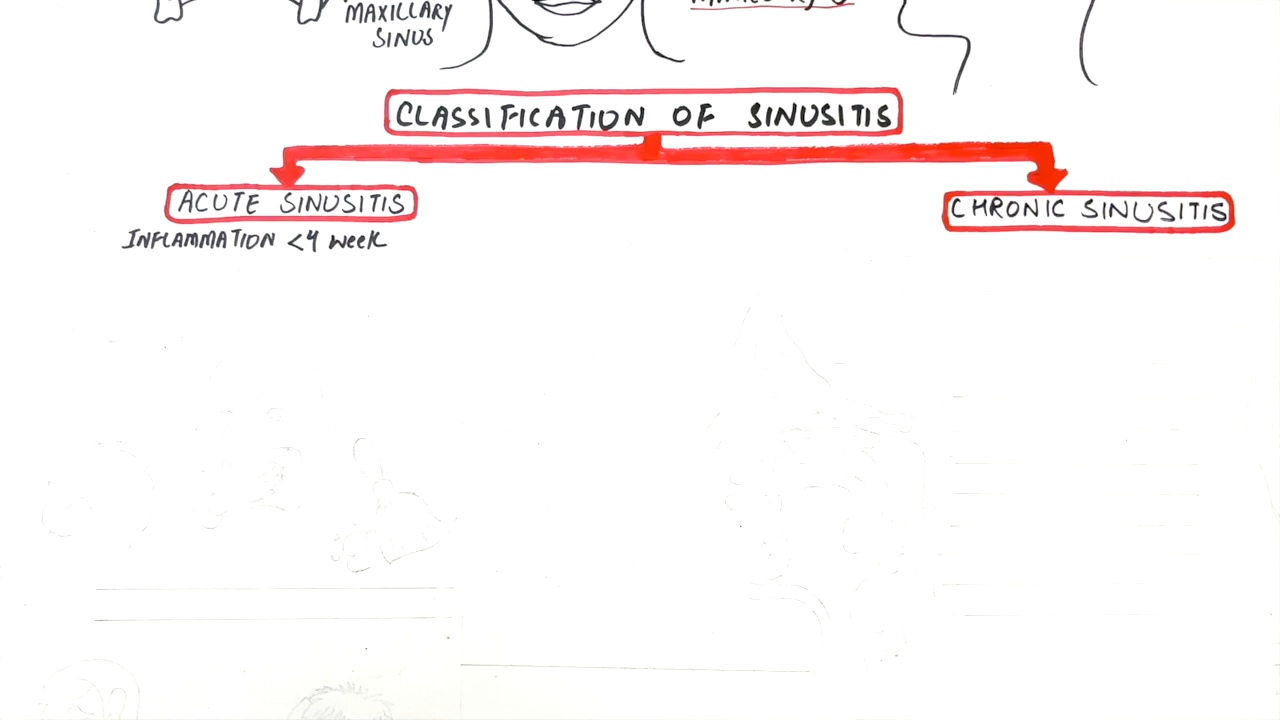 MAXILLARY
SINUS
CLASSIFICATION OF SINUSITIS
ACUTE SINUSITIS
CHRONIC SINUSITIS
INFLAMMATION <4 week